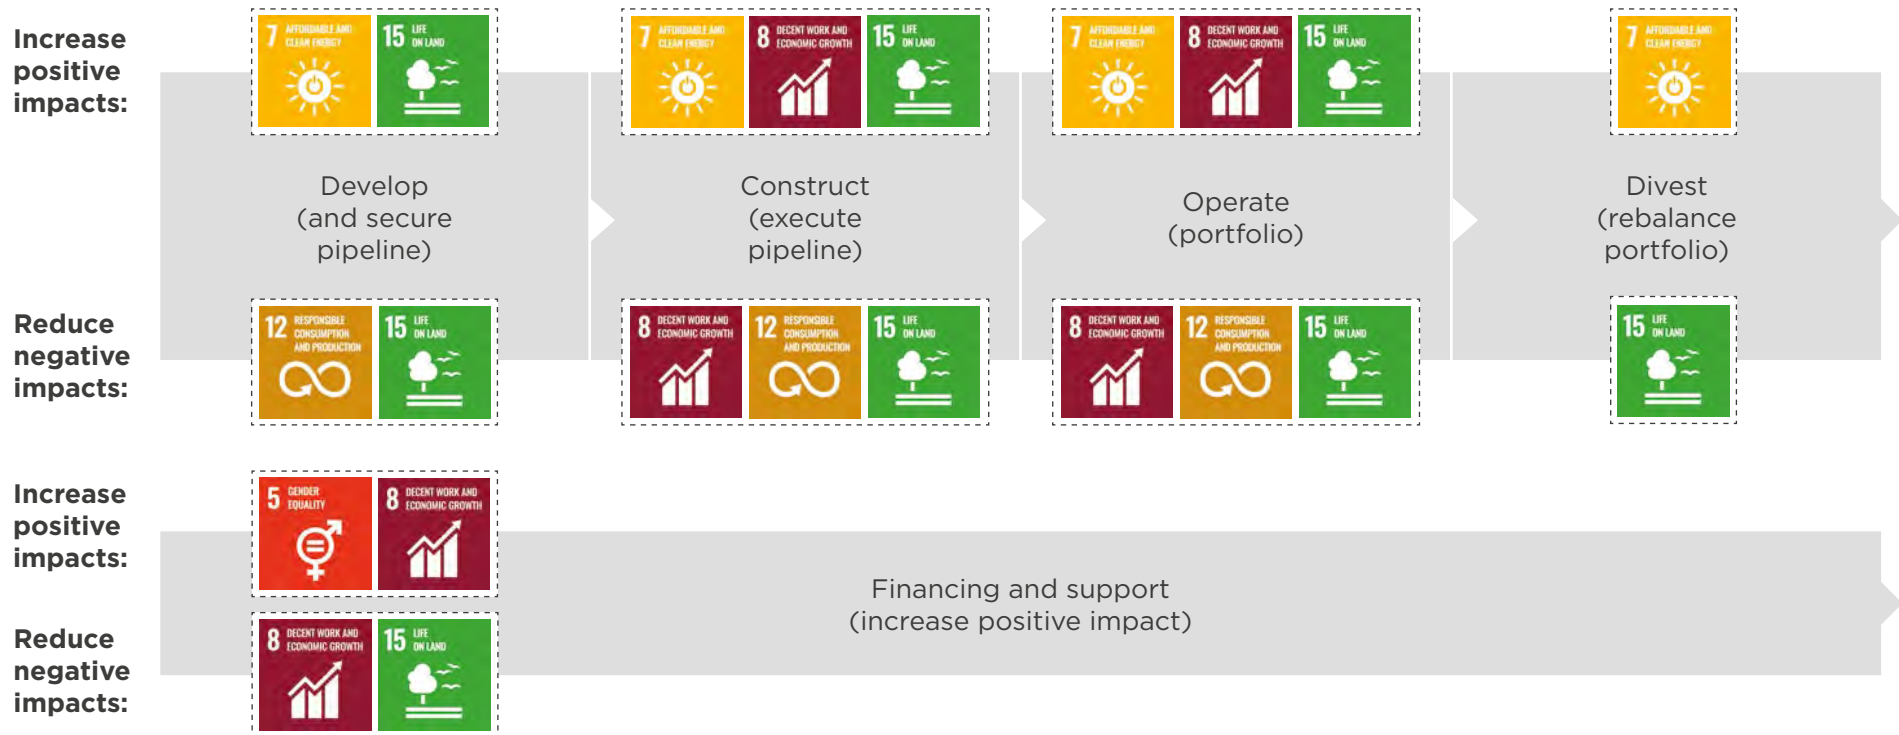 Increase
positive
impacts:
7 AFFORDABLE AND
CLEAN ENERGY
15 LIFE
ON LAND
7 AFFORDABLE AND
CLEAN ENERGY
8 DECENT WORK AND
ECONOMIC GROWTH
15 LIFE
ON LAND
7 AFFORDABLE AND
CLEAN ENERGY
8 DECENT WORK AND
ECONOMIC GROWTH
15 LIFE
ON LAND
7 AFFORDABLE AND
CLEAN ENERGY
Develop
(and secure
pipeline)
Construct
(execute
pipeline)
Operate
(portfolio)
Divest
(rebalance
portfolio)
Reduce
negative
impacts:
12 RESPONSIBLE
CONSUMPTION
AND PRODUCTION
15 LIFE
ON LAND
8 DECENT WORK AND
ECONOMIC GROWTH
12 RESPONSIBLE
CONSUMPTION
AND PRODUCTION
15 LIFE
ON LAND
8 DECENT WORK AND
ECONOMIC GROWTH
12 RESPONSIBLE
CONSUMPTION
AND PRODUCTION
15 LIFE
ON LAND
15 LIFE
ON LAND
Increase
positive
impacts:
5 GENDER
EQUALITY
8 DECENT WORK AND
ECONOMIC GROWTH
Financing and support
(increase positive impact)
Reduce
negative
impacts:
8 DECENT WORK AND
ECONOMIC GROWTH
15 LIFE
ON LAND